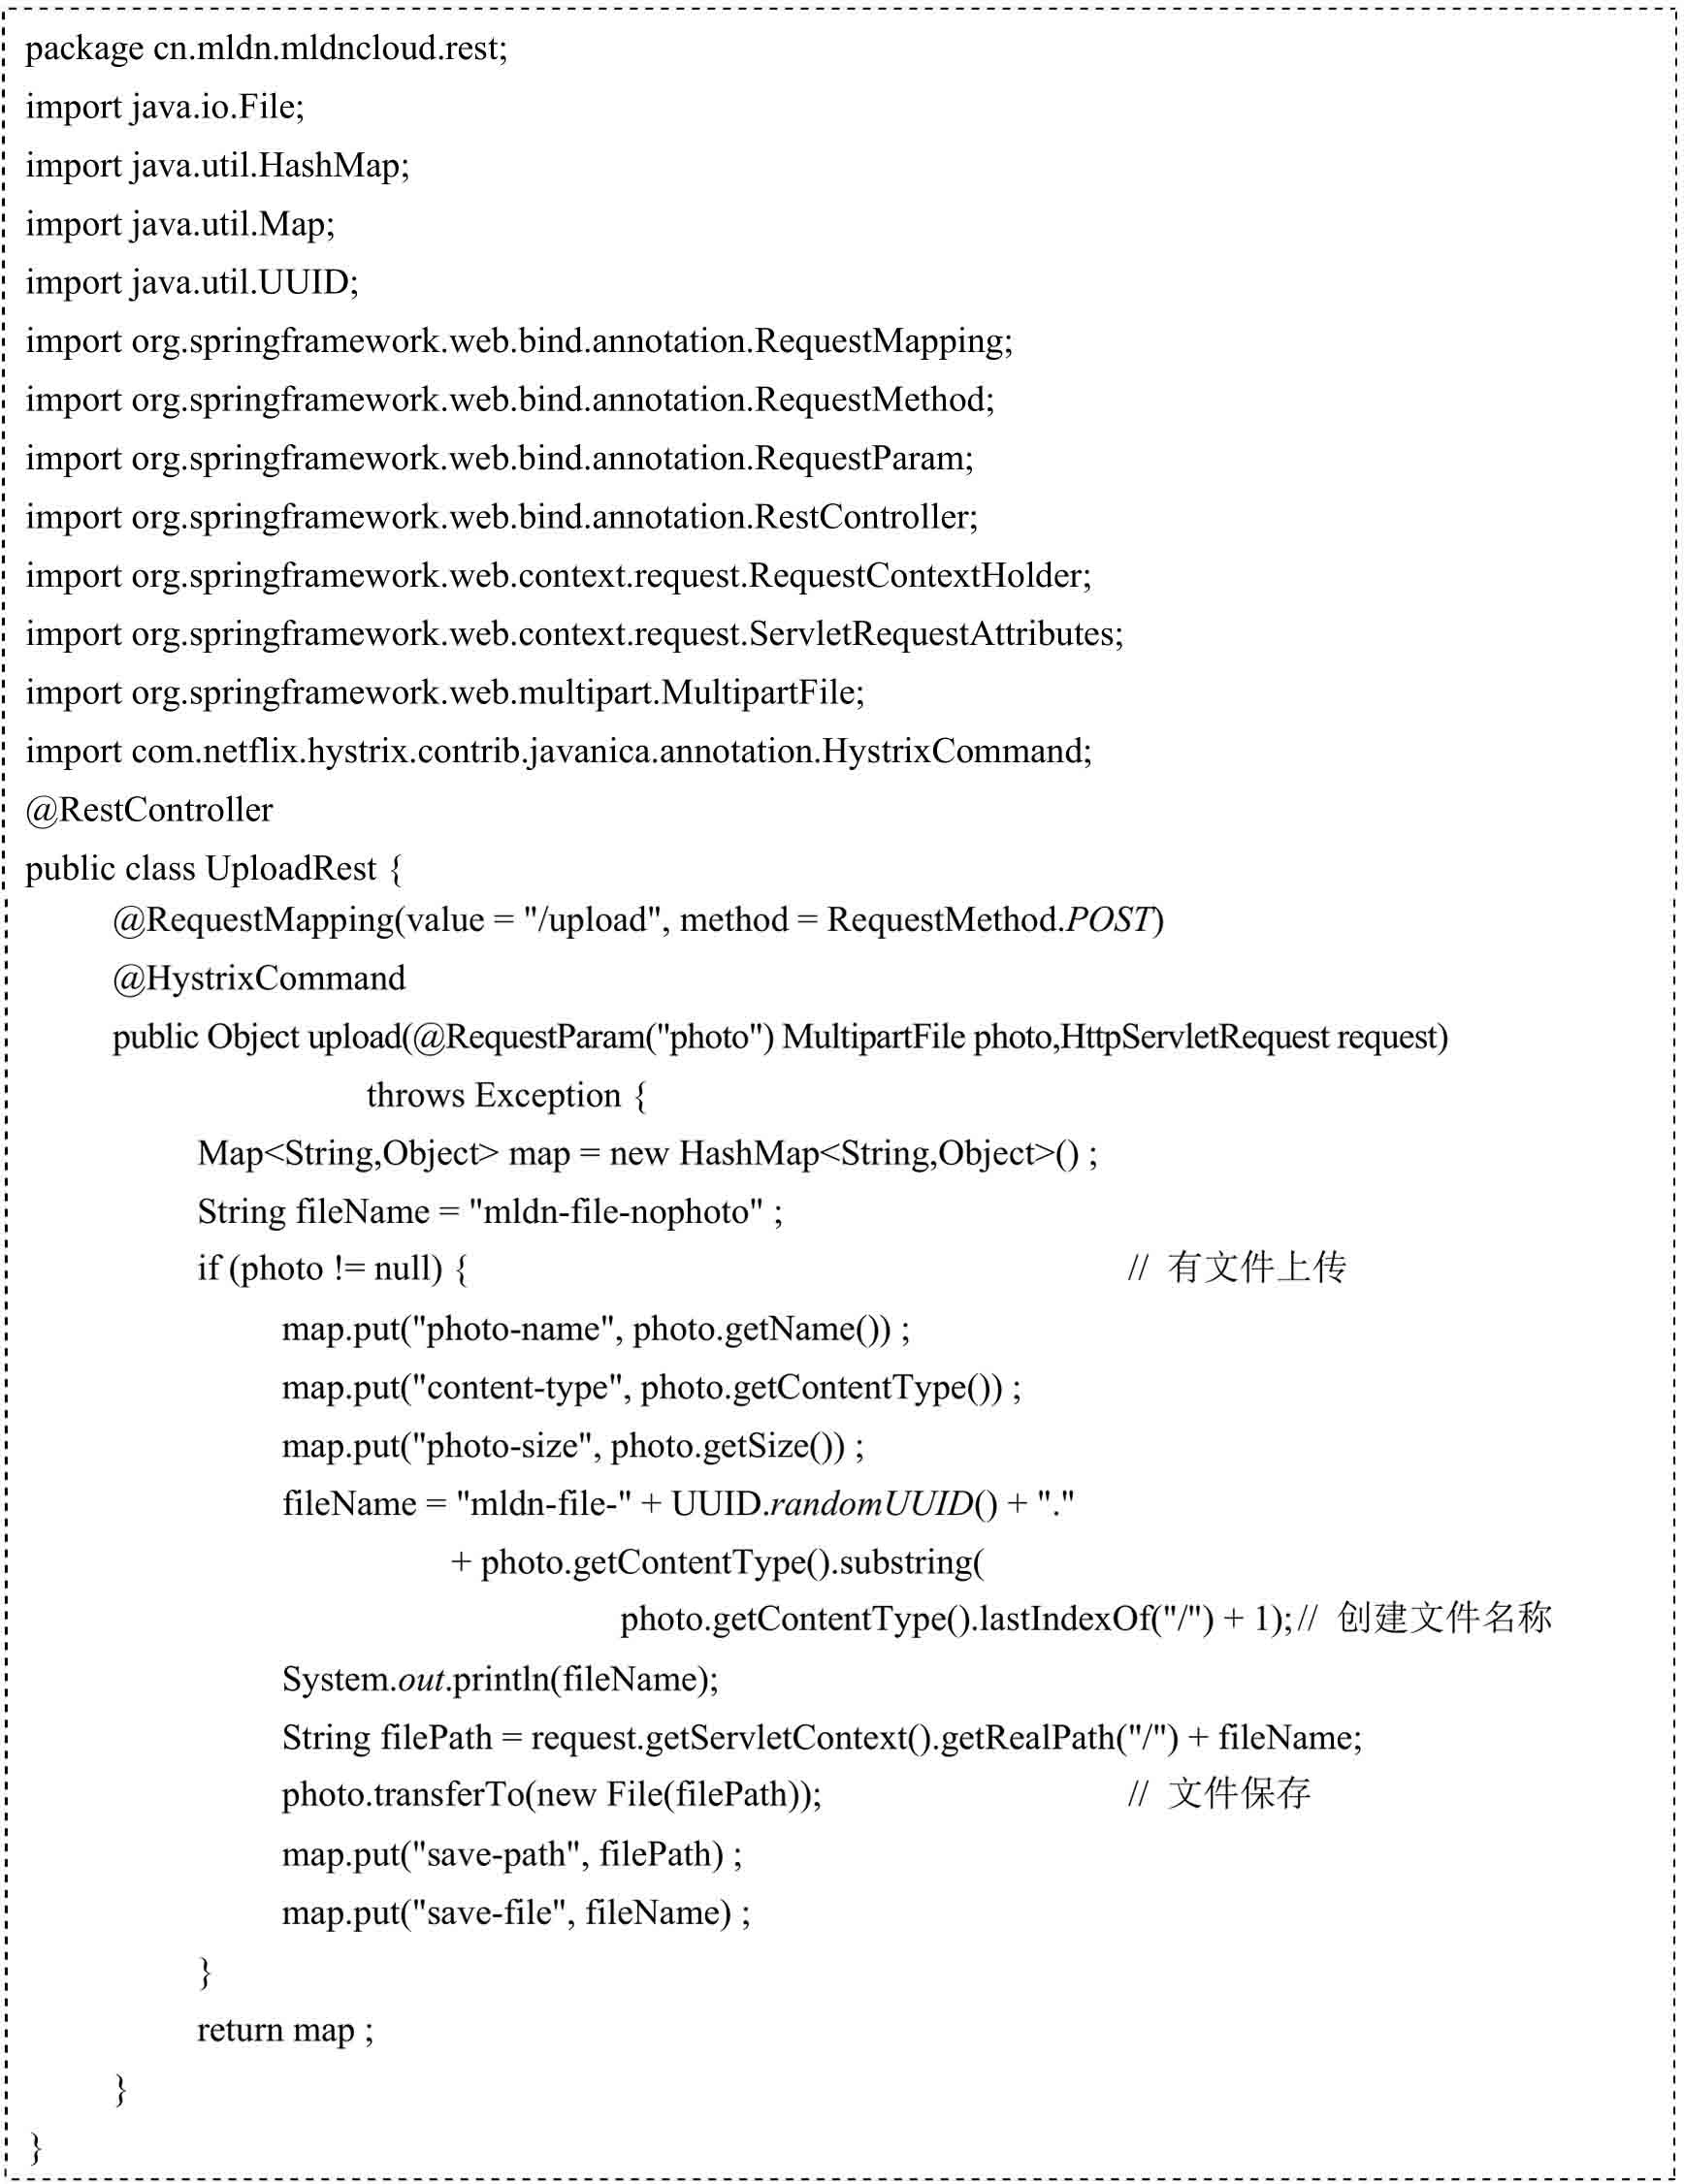 package cn.mldn.mldncloud.rest;
import java.io.File;
import java.util.HashMap;
import java.util.Map;
import java.util.UUID;
import org.springframework.web.bind.annotation.RequestMapping;
import org.springframework.web.bind.annotation.RequestMethod;
import org.springframework.web.bind.annotation.RequestParam;
import org.springframework.web.bind.annotation.RestController;
import org.springframework.web.context.request.RequestContextHolder;
import org.springframework.web.context.request.ServletRequestAttributes;
import org.springframework.web.multipart.MultipartFile;
import com.netflix.hystrix.contrib.javanica.annotation.HystrixCommand;
@RestController
public class UploadRest {
@RequestMapping(value = "/upload", method = RequestMethod.POST)
@HystrixCommand
public Object upload(@RequestParam("photo") MultipartFile photo,HttpServletRequest request)
throws Exception {
Map<String,Object> map = new HashMap<String,Object>() ;
String fileName = "mldn-file-nophoto" ;
if (photo != null) { // 有文件上传
map.put("photo-name", photo.getName()) ;
map.put("content-type", photo.getContentType()) ;
map.put("photo-size", photo.getSize()) ;
fileName = "mldn-file-" + UUID.randomUUID() + "."
+ photo.getContentType().substring(
photo.getContentType().lastIndexOf("/") + 1);// 创建文件名称
System.out.println(fileName);
String filePath = request.getServletContext().getRealPath("/") + fileName;
photo.transferTo(new File(filePath)); // 文件保存
map.put("save-path", filePath) ;
map.put("save-file", fileName) ;
}
return map ;
}
}